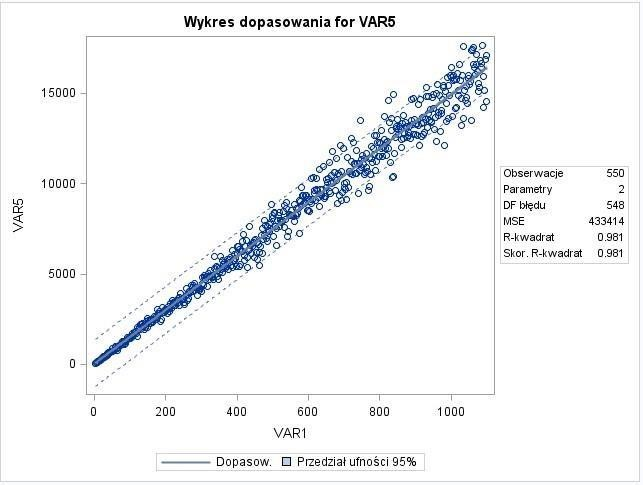 Wykres dopasowania for VAR5
VAR5
15000
10000
5000
0
0 200 400 600 800 1000
VAR1
Obserwacje 550
Parametry 2
DF błędu 548
MSE 433414
R-kwadrat 0.981
Skor. R-kwadrat 0.981
Dopasow. Przedział ufności 95%